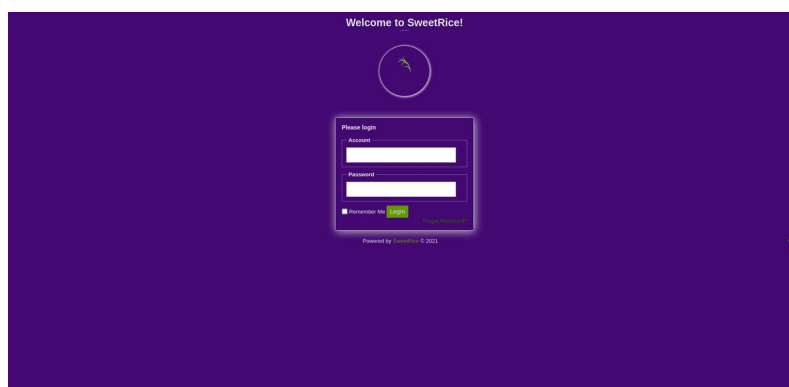 Welcome to SweetRice!
Please login
Account
Password
Remember Me Login
Forgot Password?
Powered by SweetRice © 2021